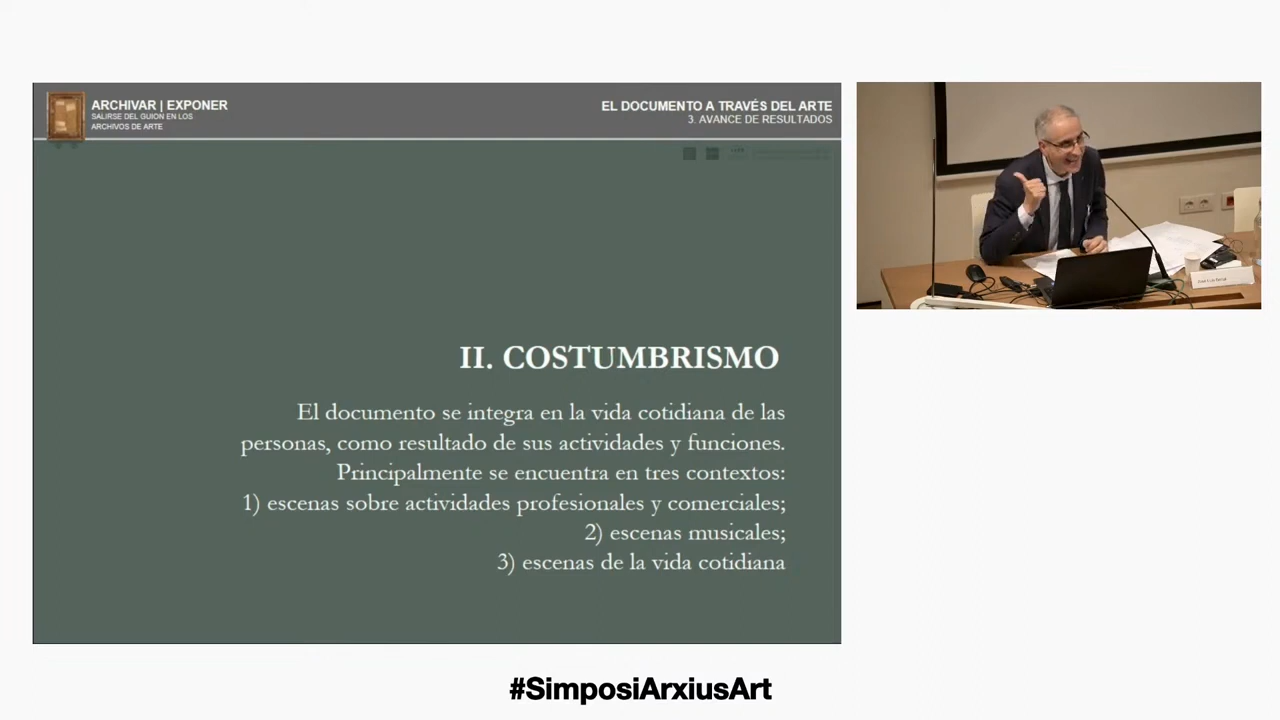 ARCHIVAR | EXPONER
SALIRSE DEL GUION EN LOS
ARCHIVOS DE ARTE
EL DOCUMENTO A TRAVÉS DEL ARTE
3. AVANCE DE RESULTADOS
II. COSTUMBRISMO
El documento se integra en la vida cotidiana de las
personas, como resultado de sus actividades y funciones.
Principalmente se encuentra en tres contextos:
1) escenas sobre actividades profesionales y comerciales;
2) escenas musicales;
3) escenas de la vida cotidiana
#SimposiArxiusArt